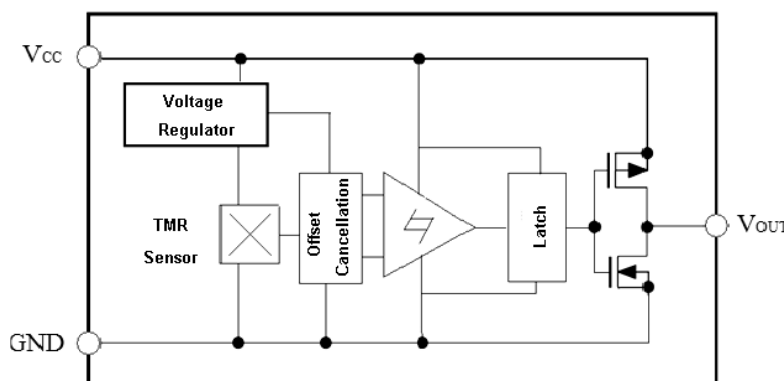 VCC
Voltage
Regulator
TMR
Sensor
Offset
Cancellation
Latch
VOUT
GND